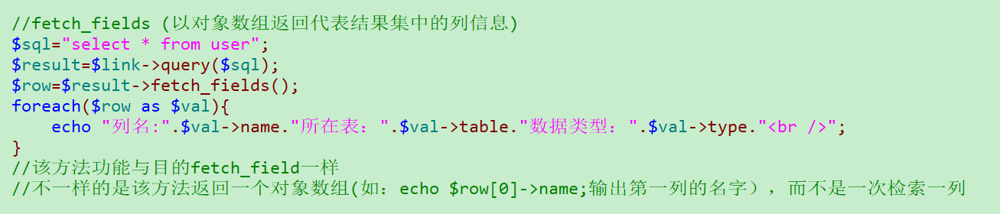 //fetch_fields (以对象数组返回代表结果集中的列信息)
$sql="select * from user";
$result=$link->query($sql);
$row=$result->fetch_fields();
foreach($row as $val){
    echo "列名:".$val->name."所在表：".$val->table."数据类型：".$val->type."<br />";
}
//该方法功能与目的fetch_field一样
//不一样的是该方法返回一个对象数组(如：echo $row[0]->name;输出第一列的名字），而不是一次检索一列